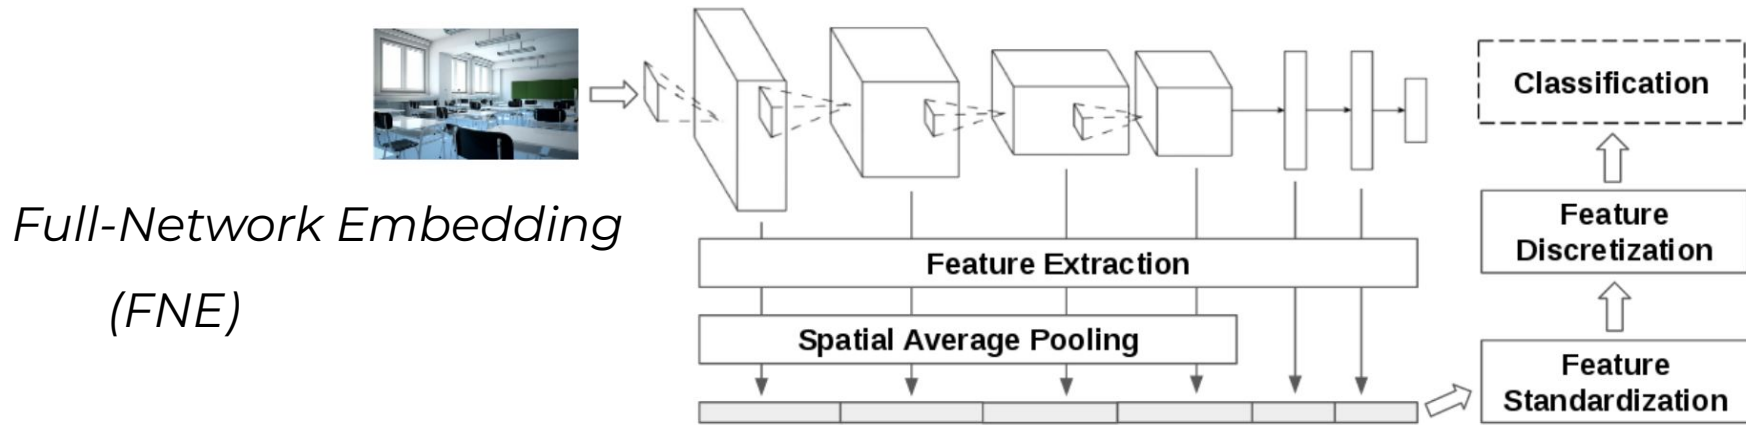 Full-Network Embedding
(FNE)
Feature Extraction
Spatial Average Pooling
Classification
Feature
Discretization
Feature
Standardization